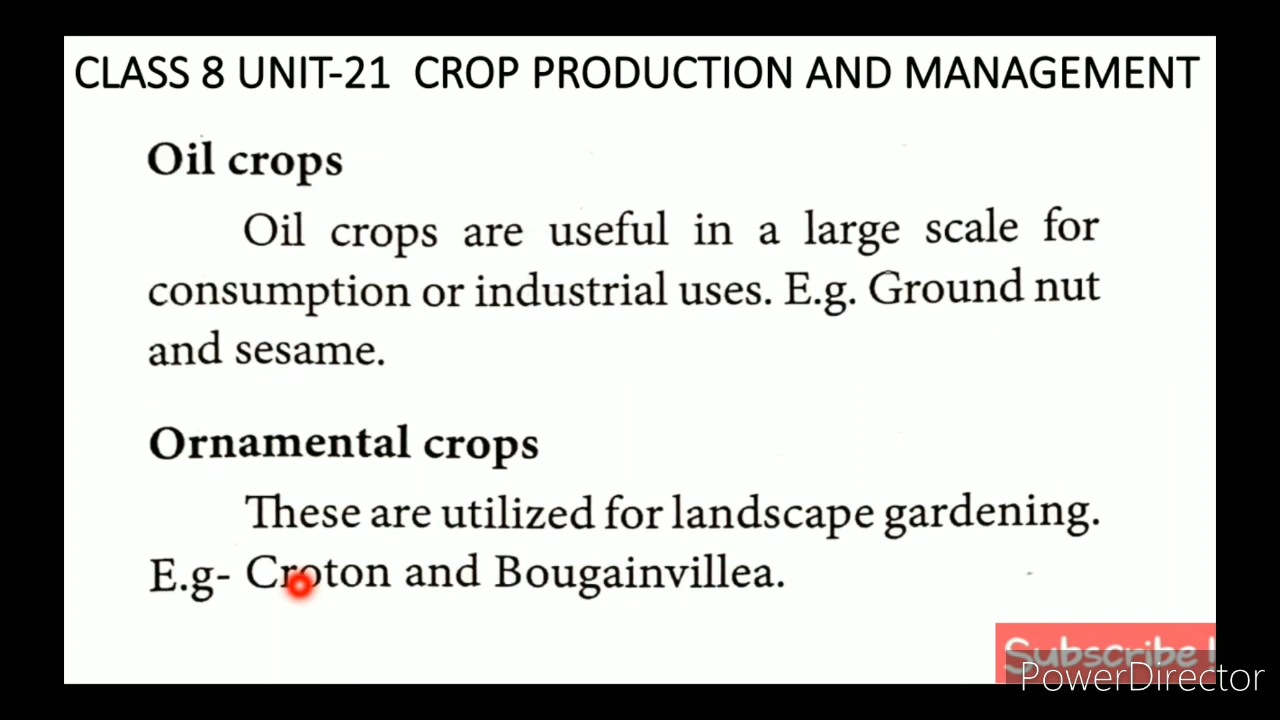 CLASS 8 UNIT-21 CROP PRODUCTION AND MANAGEMENT
Oil crops
Oil crops are useful in a large scale for
consumption or industrial uses. E.g. Ground nut
and sesame.
Ornamental crops
These are utilized for landscape gardening.
E.g- Croton and Bougainvillea.
Subscribe !
PowerDirector